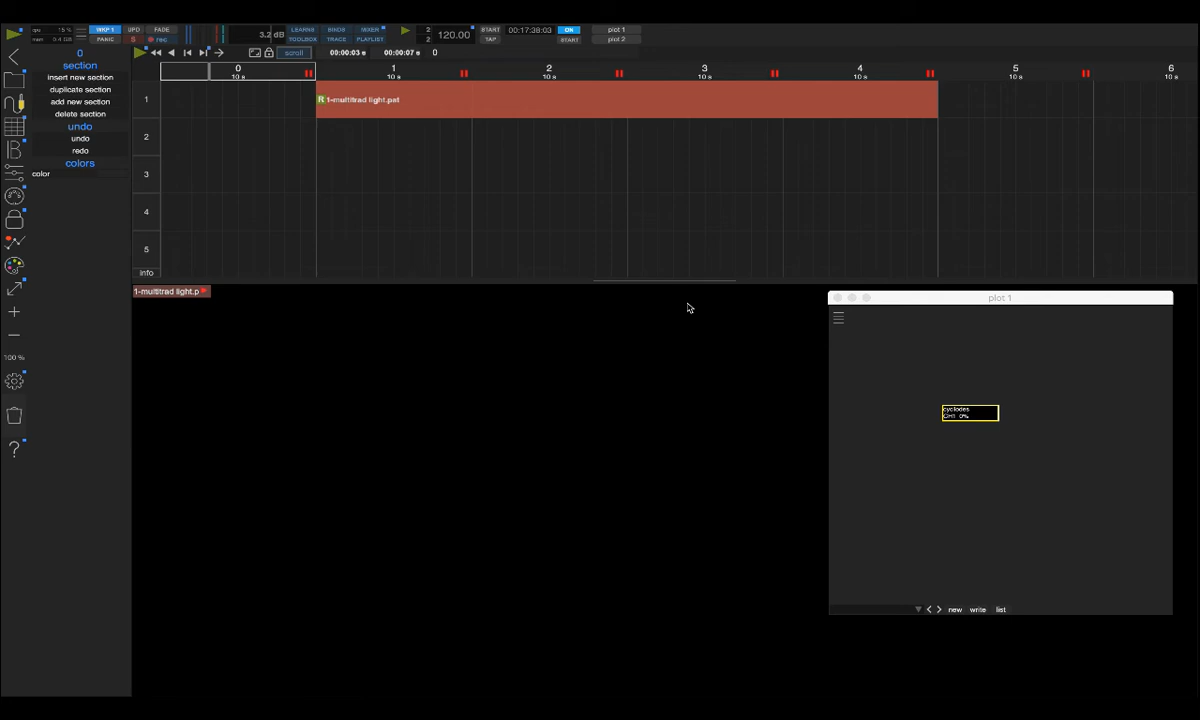 cpu 15 % WKP 1 UPD FADE LEARNS BINDS MIXER 2 START 00:17:38:03 ON plot 1
mem 0.4 GB PANIC S rec 3.2 dB TOOLBOX TRACE PLAYLIST 2 120.00 TAP START plot 2
scroll 00:00:03 00:00:07 0
0
section
insert new section
duplicate section
add new section
delete section
undo
undo
redo
colors
color
100 %
?
0 1 2 3 4 5 6
10 s 10 s 10 s 10 s 10 s 10 s 10 s
1 R 1-multitrad light.pat
2
3
4
5
info
1-multitrad light.p
plot 1
cyclodes
CH1 0%
new write list